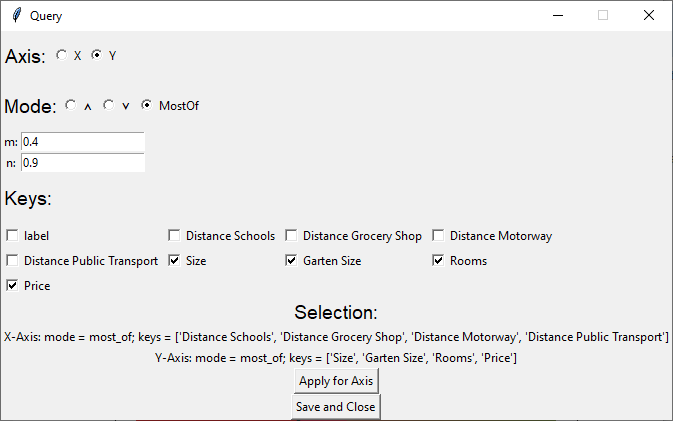 Query
Axis: X Y
Mode: ∧ ∨ MostOf
m: 0.4
n: 0.9
Keys:
label Distance Schools Distance Grocery Shop Distance Motorway
Distance Public Transport Size Garten Size Rooms
Price
Selection:
X-Axis: mode = most_of; keys = ['Distance Schools', 'Distance Grocery Shop', 'Distance Motorway', 'Distance Public Transport']
Y-Axis: mode = most_of; keys = ['Size', 'Garten Size', 'Rooms', 'Price']
Apply for Axis
Save and Close